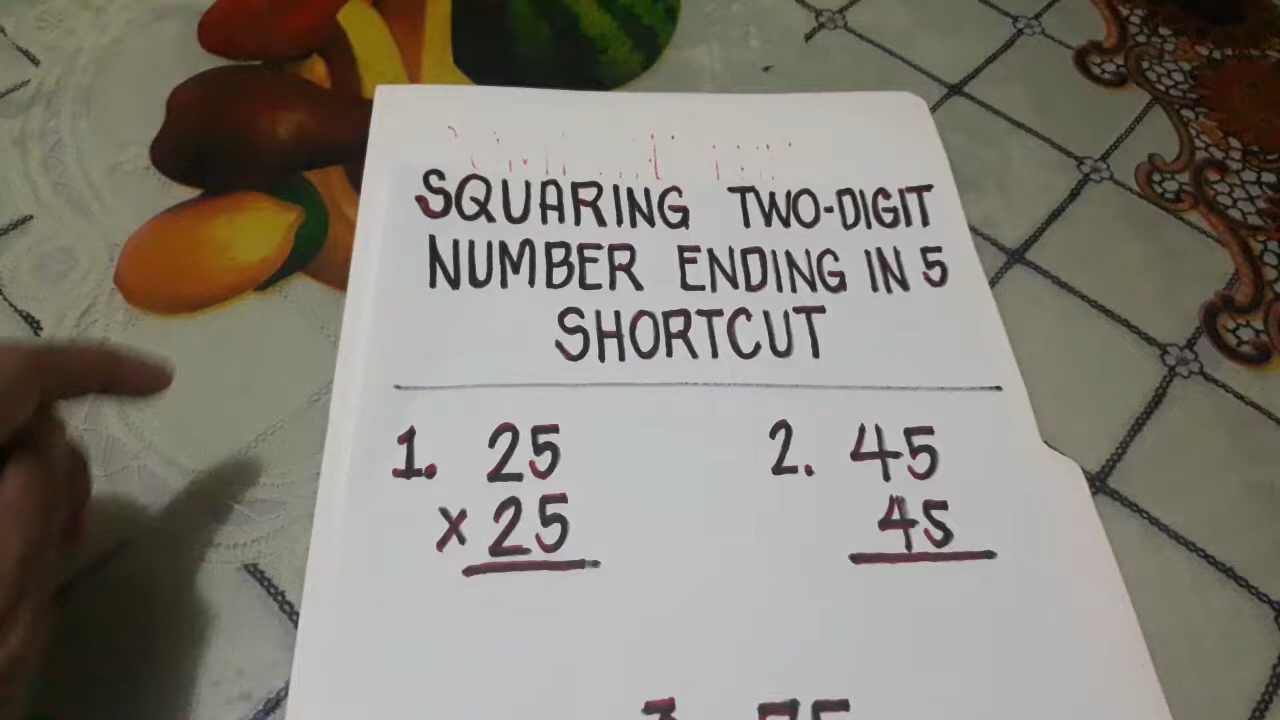 SQUARING TWO-DIGIT
NUMBER ENDING IN 5
SHORTCUT
1. 25
x 25
2. 45
45